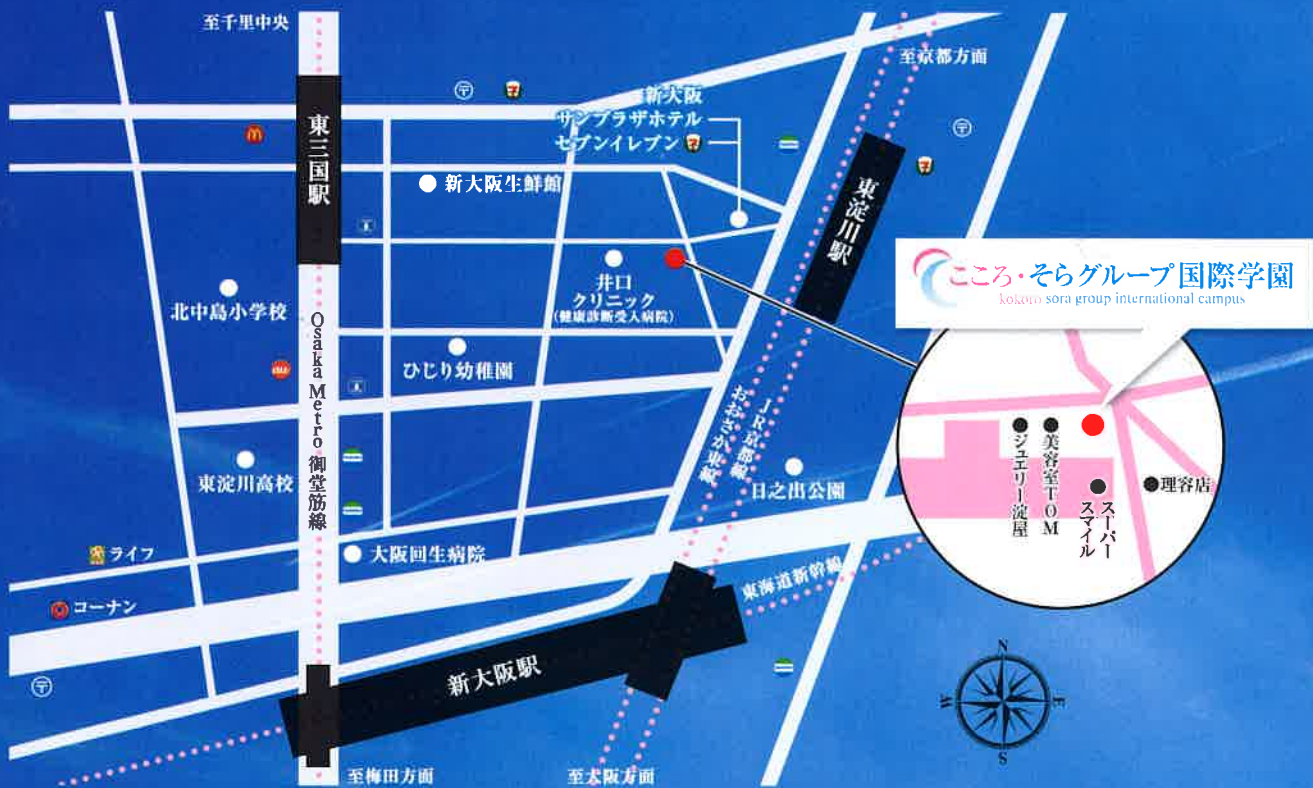 至千里中央
至京都方面
新大阪
サンプラザホテル
セブンイレブン
東三国駅
新大阪生鮮館
東淀川駅
こころ・そらグループ国際学園
kokoro sora group international campus
井口
クリニック
(健康診断受入病院)
北中島小学校
Osaka Metro 御堂筋線
ひじり幼稚園
JR京都線
おおさか東線
美容室TOM
ジュエリー淀屋
スーパー
スマイル
理容店
東淀川高校
日之出公園
ライフ
大阪回生病院
コーナン
東海道新幹線
新大阪駅
至梅田方面
至大阪方面
N
W
E
S